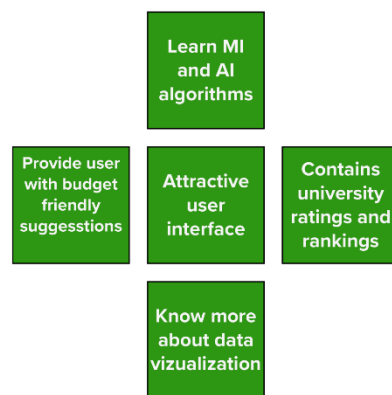 Learn MI
and AI
algorithms
Provide user
with budget
friendly
suggesstions
Attractive
user
interface
Contains
university
ratings and
rankings
Know more
about data
vizualization